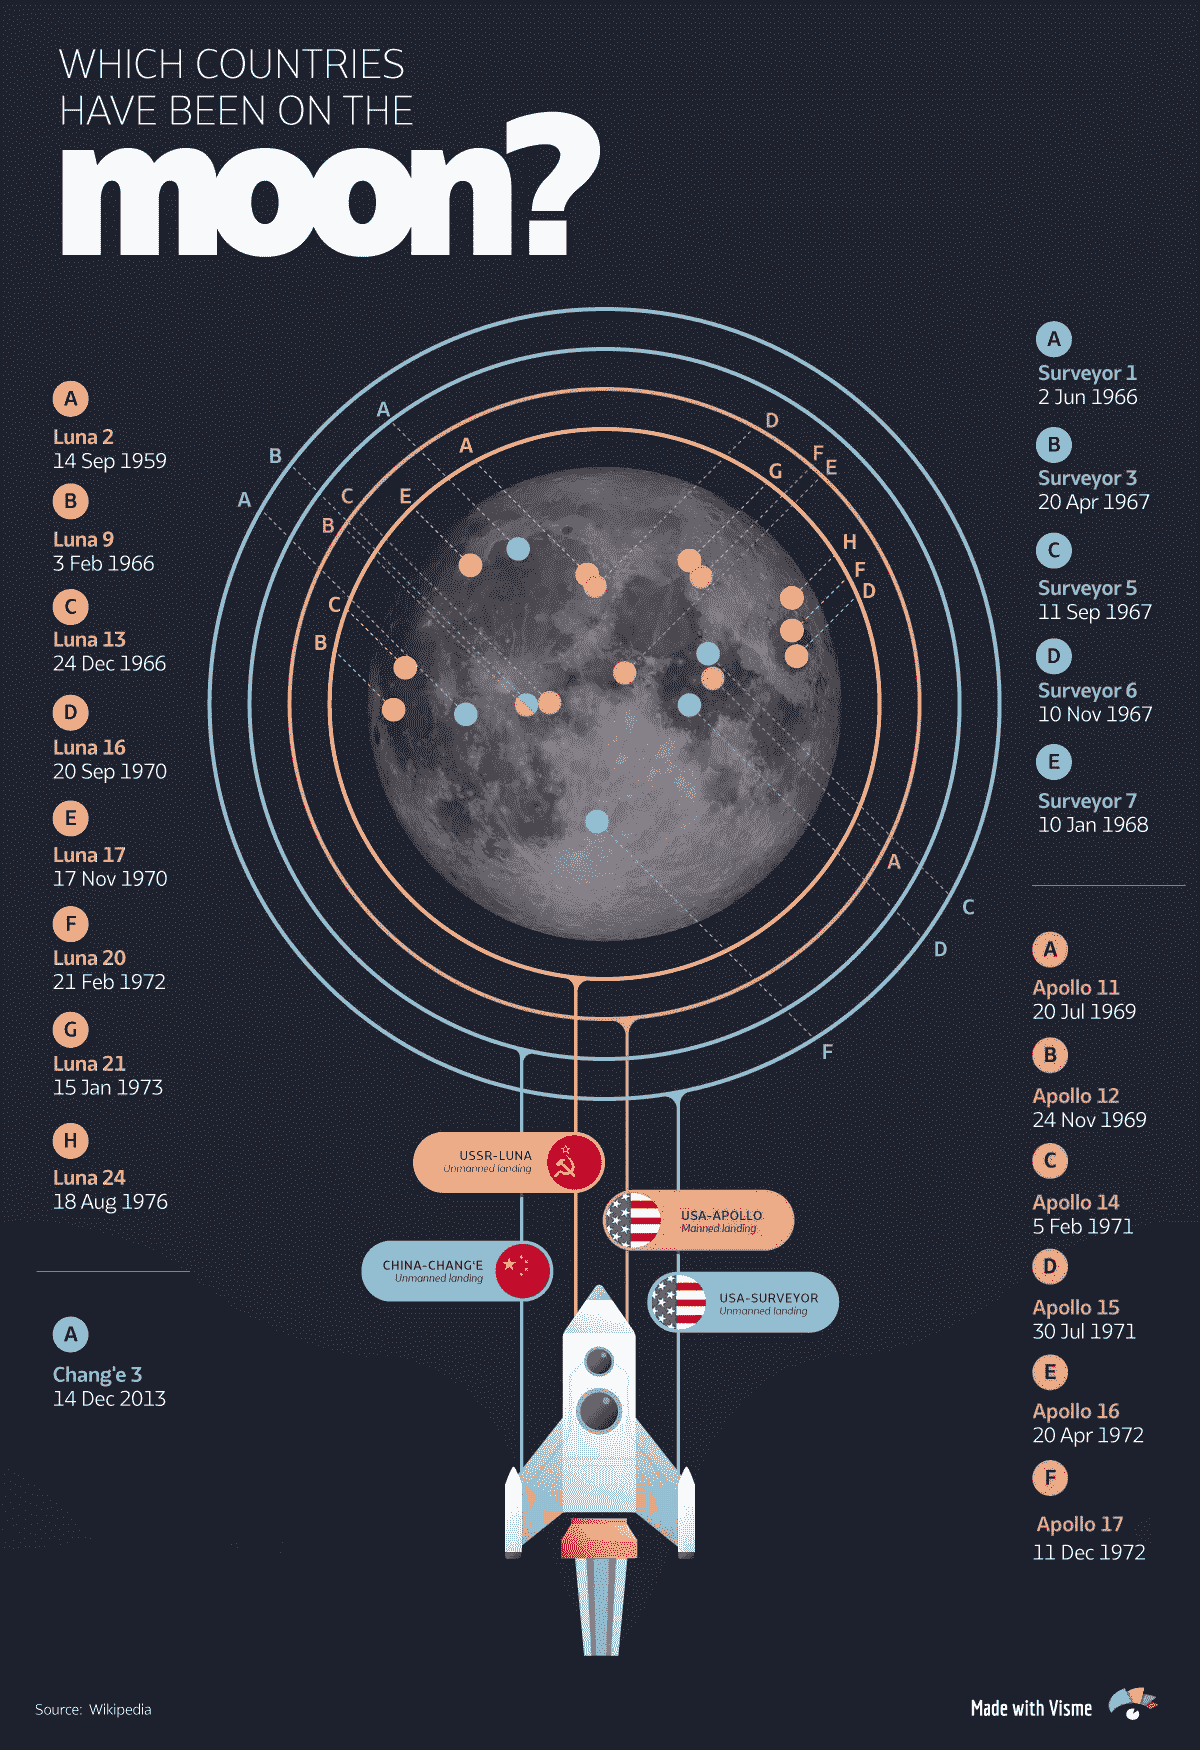 WHICH COUNTRIES
HAVE BEEN ON THE
moon?
A
Luna 2
14 Sep 1959
B
Luna 9
3 Feb 1966
C
Luna 13
24 Dec 1966
D
Luna 16
20 Sep 1970
E
Luna 17
17 Nov 1970
F
Luna 20
21 Feb 1972
G
Luna 21
15 Jan 1973
H
Luna 24
18 Aug 1976
A
Chang'e 3
14 Dec 2013
A
B
A
A
C
E
B
C
B
D
F
E
G
H
F
D
A
C
D
F
USSR-LUNA
Unmanned landing
USA-APOLLO
Manned landing
CHINA-CHANG'E
Unmanned landing
USA-SURVEYOR
Unmanned landing
A
Surveyor 1
2 Jun 1966
B
Surveyor 3
20 Apr 1967
C
Surveyor 5
11 Sep 1967
D
Surveyor 6
10 Nov 1967
E
Surveyor 7
10 Jan 1968
A
Apollo 11
20 Jul 1969
B
Apollo 12
24 Nov 1969
C
Apollo 14
5 Feb 1971
D
Apollo 15
30 Jul 1971
E
Apollo 16
20 Apr 1972
F
Apollo 17
11 Dec 1972
Source: Wikipedia
Made with Visme